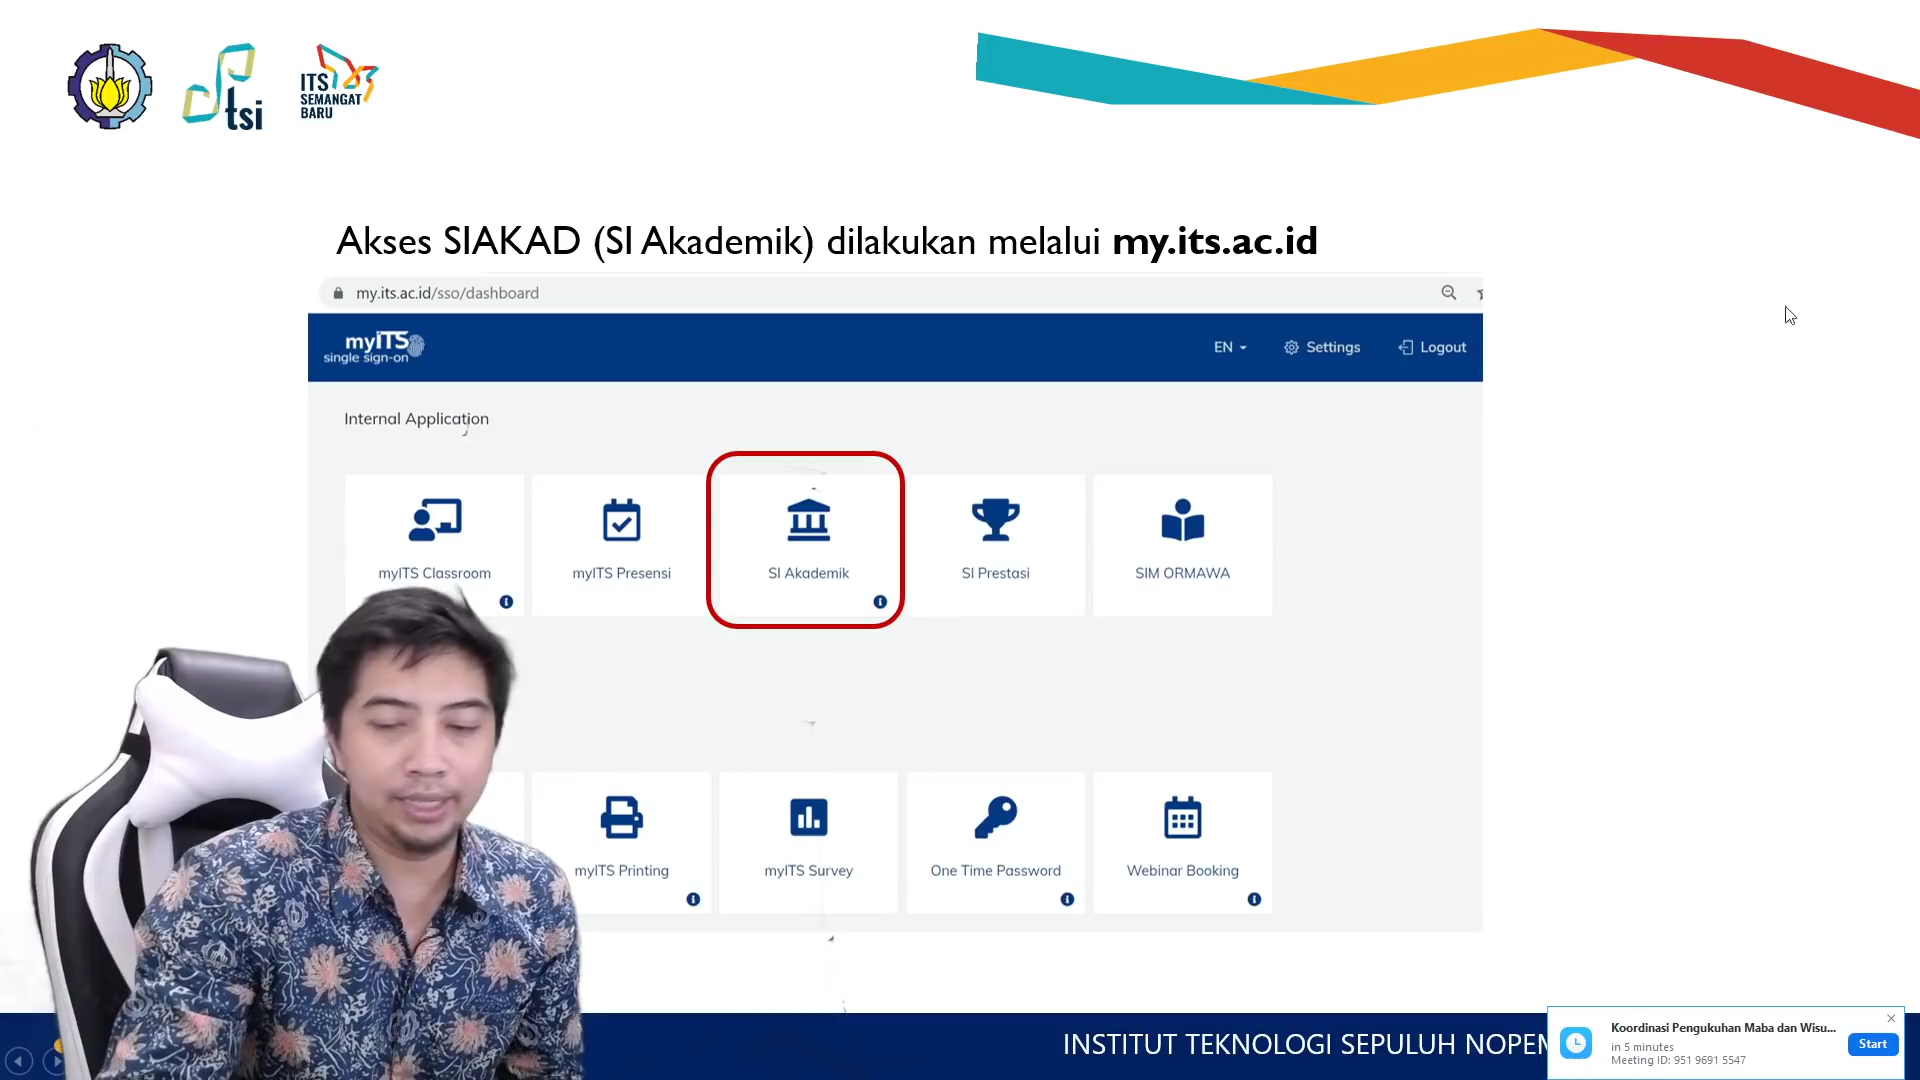 tsi
ITS
SEMANGAT
BARU
Akses SIAKAD (SI Akademik) dilakukan melalui my.its.ac.id
my.its.ac.id/sso/dashboard
myITS
single sign-on
EN
Settings
Logout
Internal Application
myITS Classroom
myITS Presensi
SI Akademik
SI Prestasi
SIM ORMAWA
myITS Printing
myITS Survey
One Time Password
Webinar Booking
INSTITUT TEKNOLOGI SEPULUH NOPEM
Koordinasi Pengukuhan Maba dan Wisu...
in 5 minutes
Meeting ID: 951 9691 5547
Start